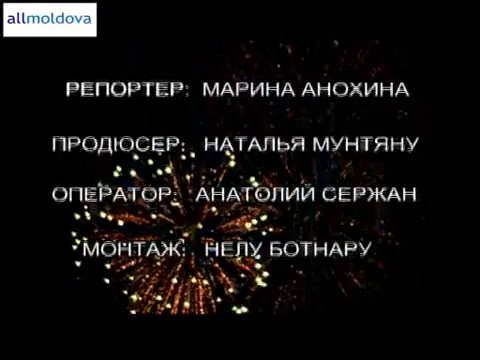 allmoldova
РЕПОРТЕР: МАРИНА АНОХИНА
ПРОДЮСЕР: НАТАЛЬЯ МУНТЯНУ
ОПЕРАТОР: АНАТОЛИЙ СЕРЖАН
МОНТАЖ: НЕЛУ БОТНАРУ